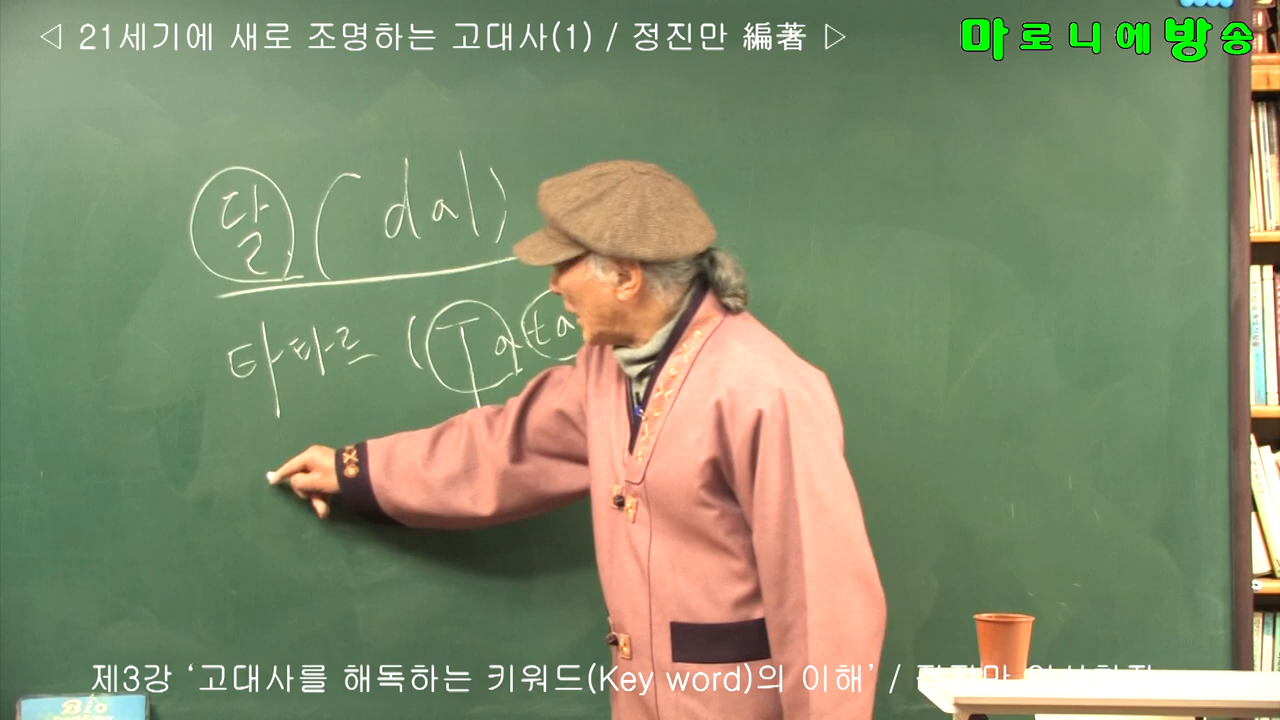 ◁ 21세기에 새로 조명하는 고대사(1) / 정진만 編著 ▷
마로니에방송
달 ( dal )
타타르 ( Tata
제3강 ‘고대사를 해독하는 키워드(Key word)의 이해’ /
Bio